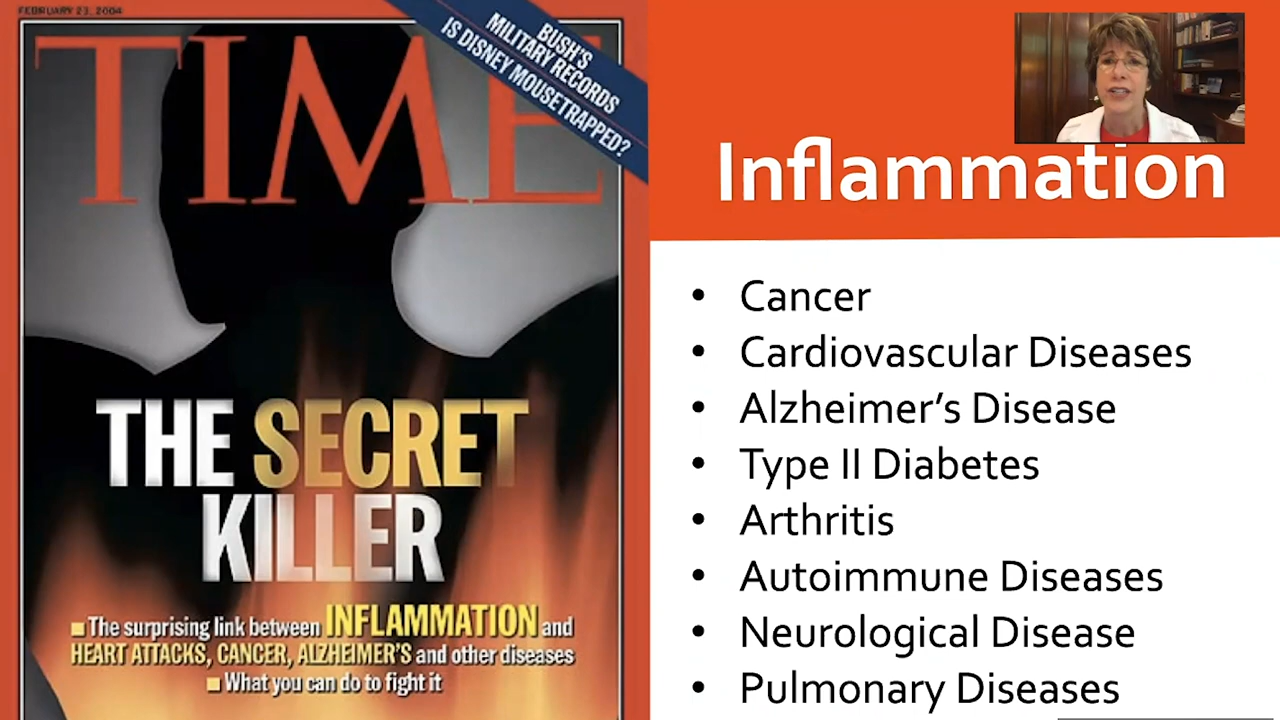 FEBRUARY 23, 2004
TIME
BUSH'S
MILITARY RECORDS
IS DISNEY MOUSETRAPPED?
THE SECRET
KILLER
The surprising link between INFLAMMATION and
HEART ATTACKS, CANCER, ALZHEIMER'S and other diseases
What you can do to fight it
Inflammation
• Cancer
• Cardiovascular Diseases
• Alzheimer’s Disease
• Type II Diabetes
• Arthritis
• Autoimmune Diseases
• Neurological Disease
• Pulmonary Diseases